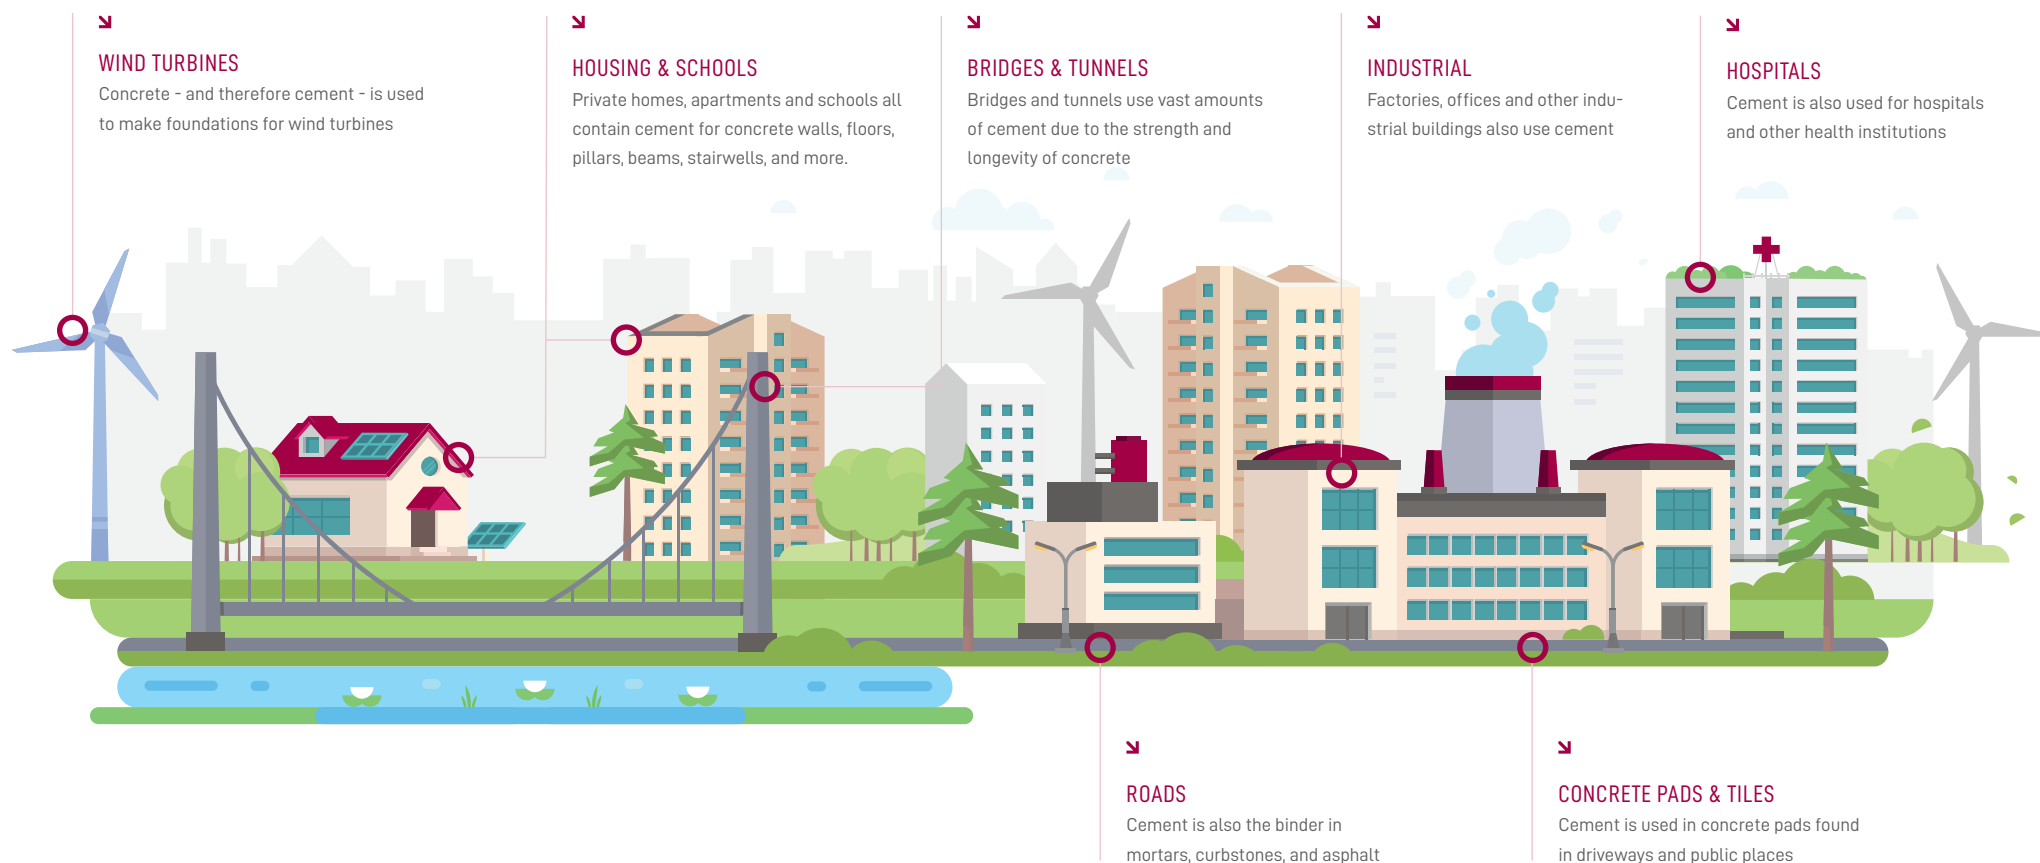 WIND TURBINES
Concrete - and therefore cement - is used
to make foundations for wind turbines
HOUSING & SCHOOLS
Private homes, apartments and schools all
contain cement for concrete walls, floors,
pillars, beams, stairwells, and more.
BRIDGES & TUNNELS
Bridges and tunnels use vast amounts
of cement due to the strength and
longevity of concrete
INDUSTRIAL
Factories, offices and other indu-
strial buildings also use cement
HOSPITALS
Cement is also used for hospitals
and other health institutions
ROADS
Cement is also the binder in
mortars, curbstones, and asphalt
CONCRETE PADS & TILES
Cement is used in concrete pads found
in driveways and public places